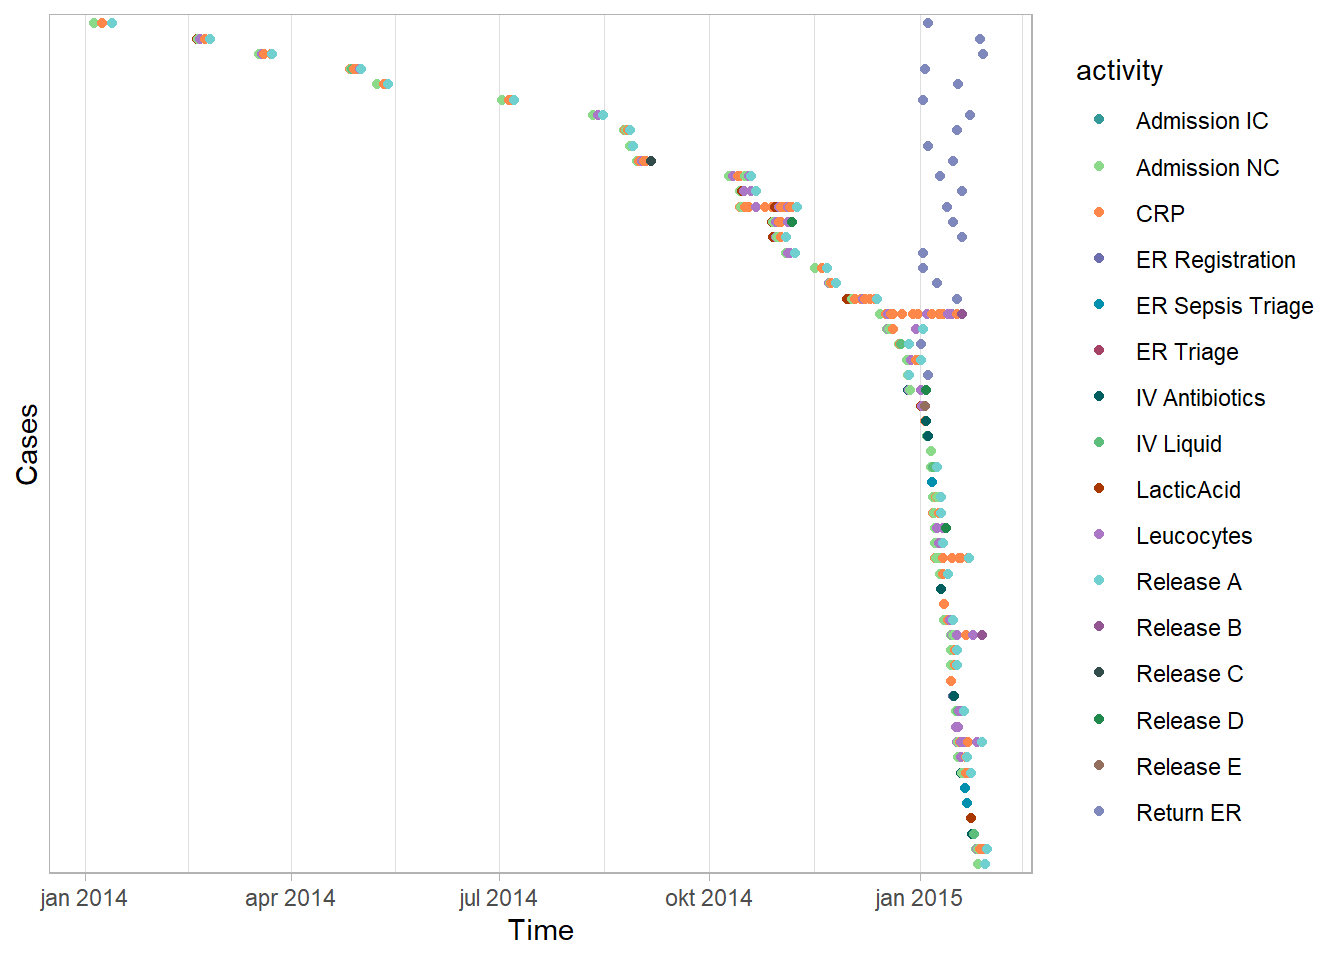 activity
Admission IC
Admission NC
CRP
ER Registration
ER Sepsis Triage
ER Triage
IV Antibiotics
IV Liquid
LacticAcid
Leucocytes
Release A
Release B
Release C
Release D
Release E
Return ER
Cases
jan 2014
apr 2014
jul 2014
okt 2014
jan 2015
Time